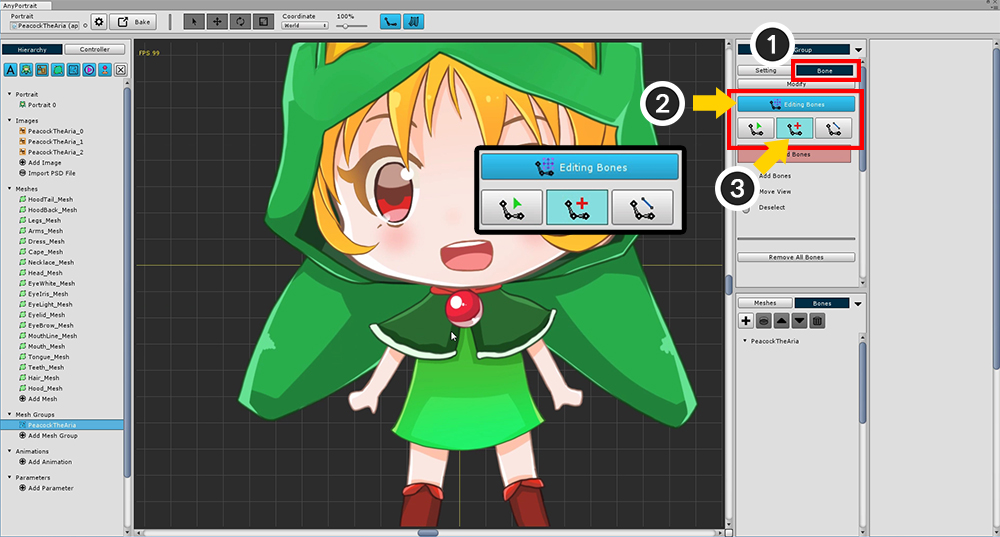 AnyPortrait
Portrait
PeacockTheAria (ap
Bake
Coordinate
World
100%
Hierarchy
Controller
Portrait
Portrait 0
Images
PeacockTheAria_0
PeacockTheAria_1
PeacockTheAria_2
Add Image
Import PSD File
Meshes
HoodTail_Mesh
HoodBack_Mesh
Legs_Mesh
Arms_Mesh
Dress_Mesh
Cape_Mesh
Necklace_Mesh
Head_Mesh
EyeWhite_Mesh
EyeIris_Mesh
EyeLight_Mesh
Eyelid_Mesh
EyeBrow_Mesh
MouthLine_Mesh
Mouth_Mesh
Tongue_Mesh
Teeth_Mesh
Hair_Mesh
Hood_Mesh
Add Mesh
Mesh Groups
PeacockTheAria
Add Mesh Group
Animations
Add Animation
Parameters
Add Parameter
FPS 99
Editing Bones
1
2
3
Group
Setting
Bone
Modify
Editing Bones
Bones
Add Bones
Move View
Deselect
Remove All Bones
Meshes
Bones
PeacockTheAria